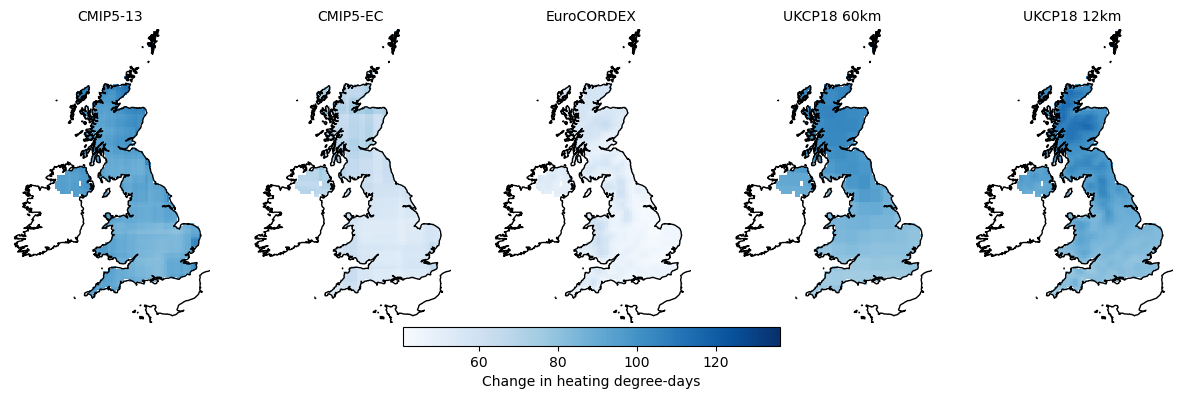 CMIP5-13 CMIP5-EC EuroCORDEX UKCP18 60km UKCP18 12km
60 80 100 120
Change in heating degree-days